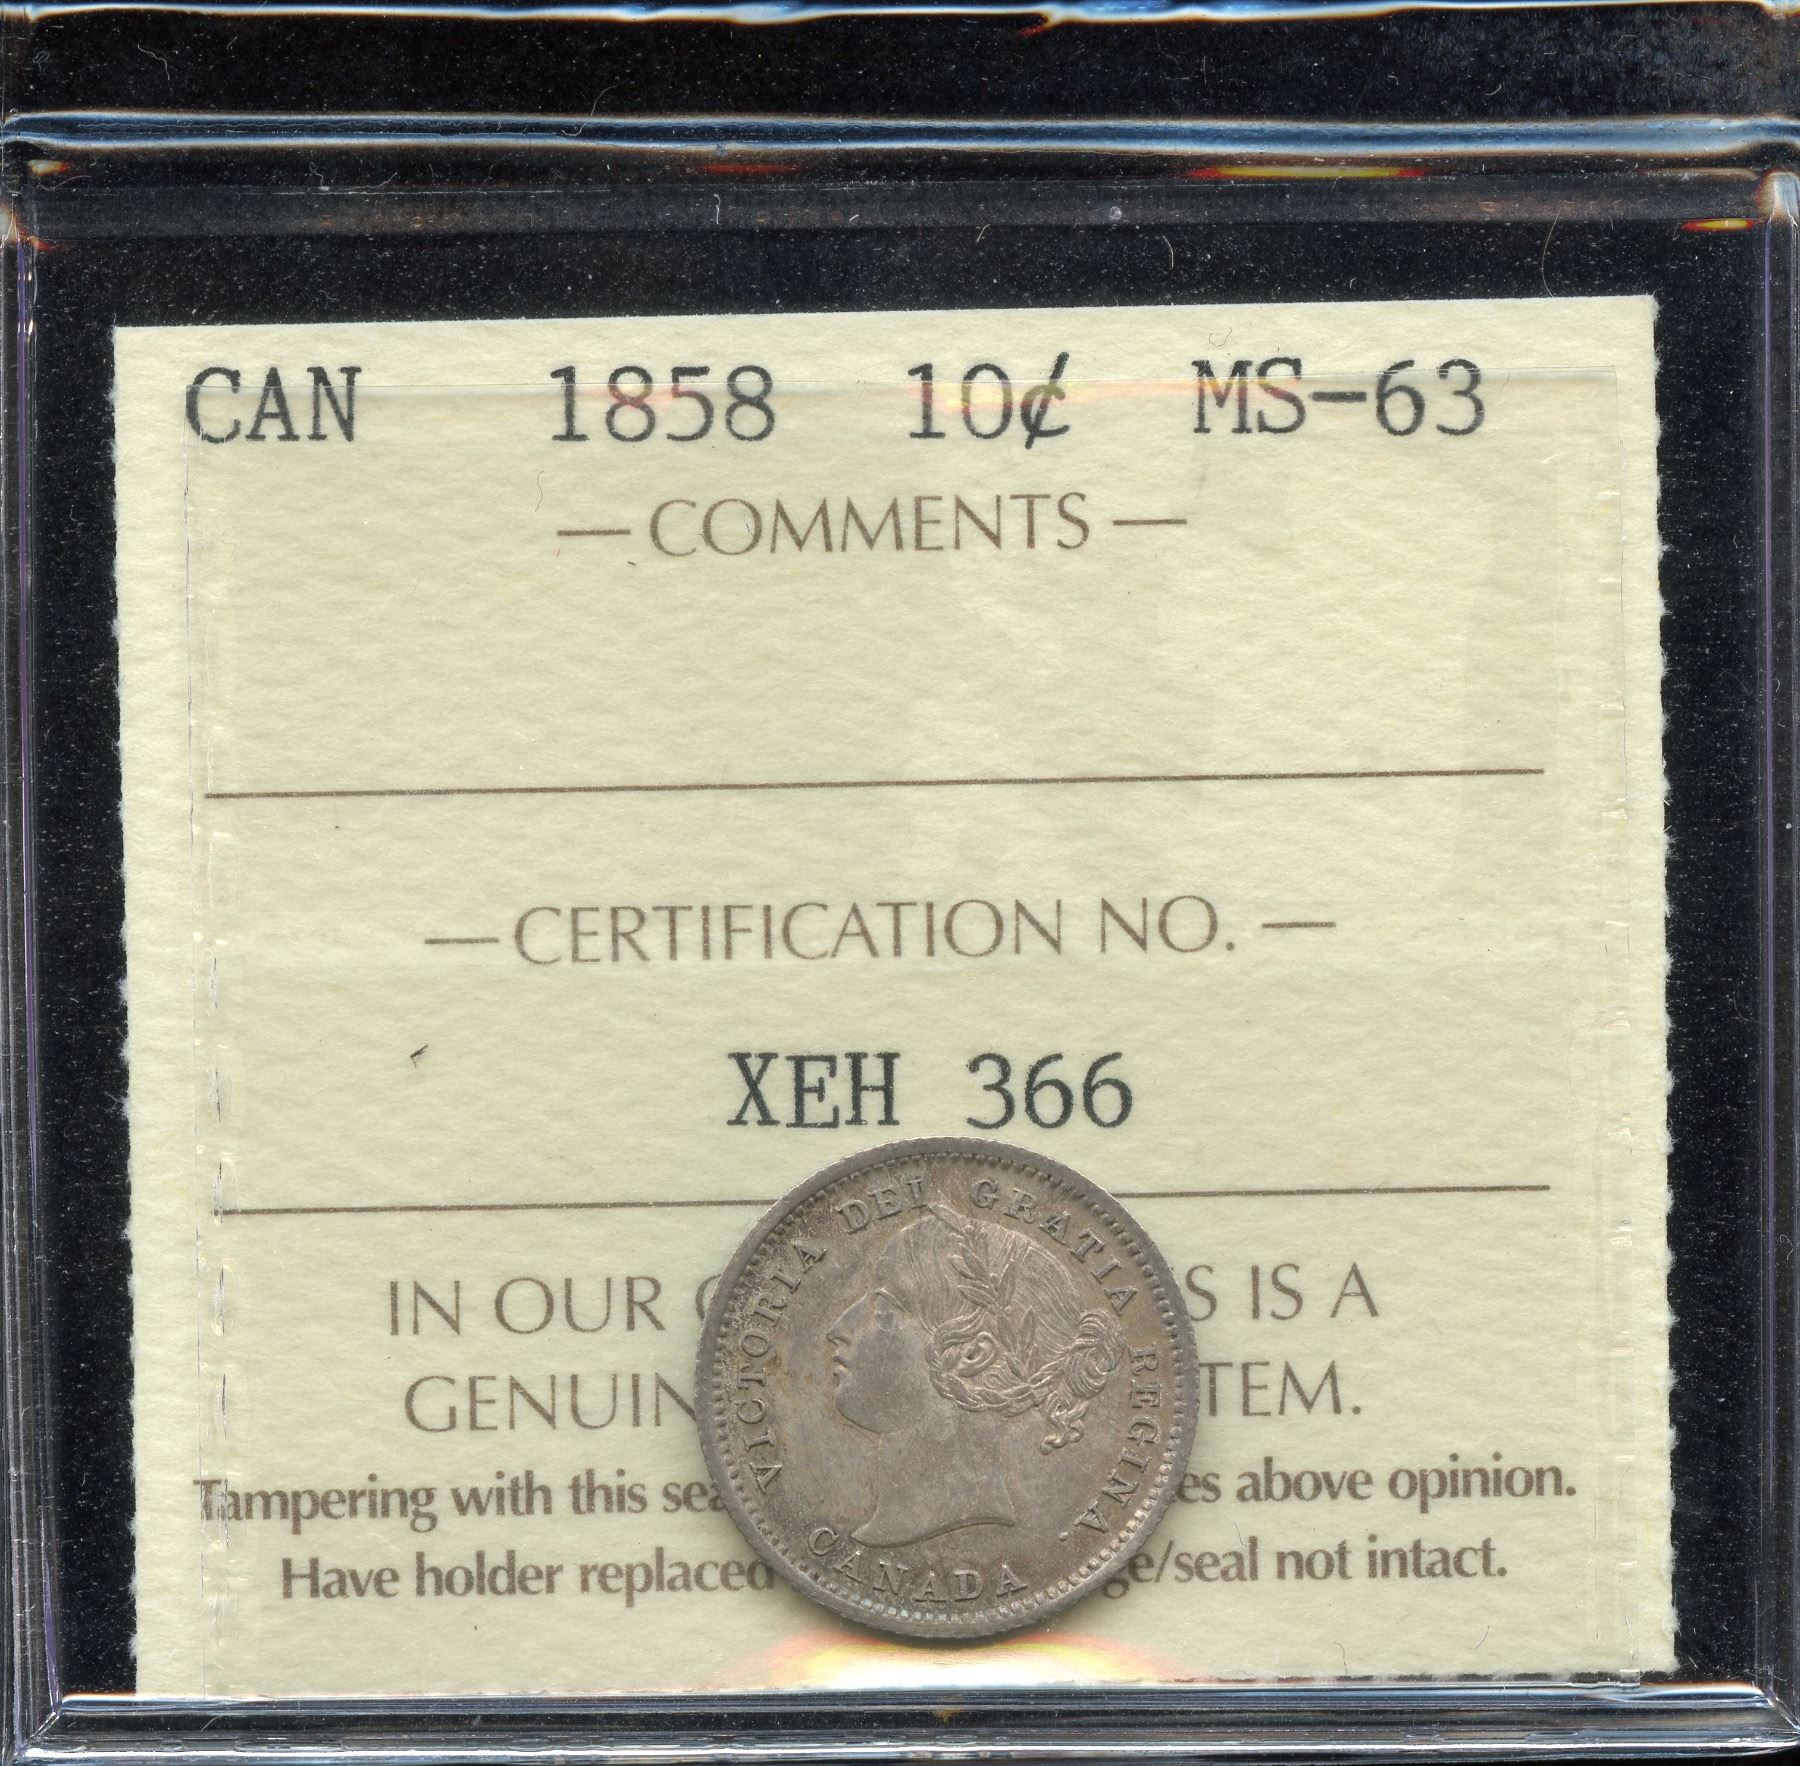 CAN 1858 10¢ MS-63
— COMMENTS —
— CERTIFICATION NO. —
XEH 366
VICTORIA DEI GRATIA REGINA.
CANADA
IN OUR S IS A
GENUIN TEM.
Tampering with this sea es above opinion.
Have holder replaced ge/seal not intact.